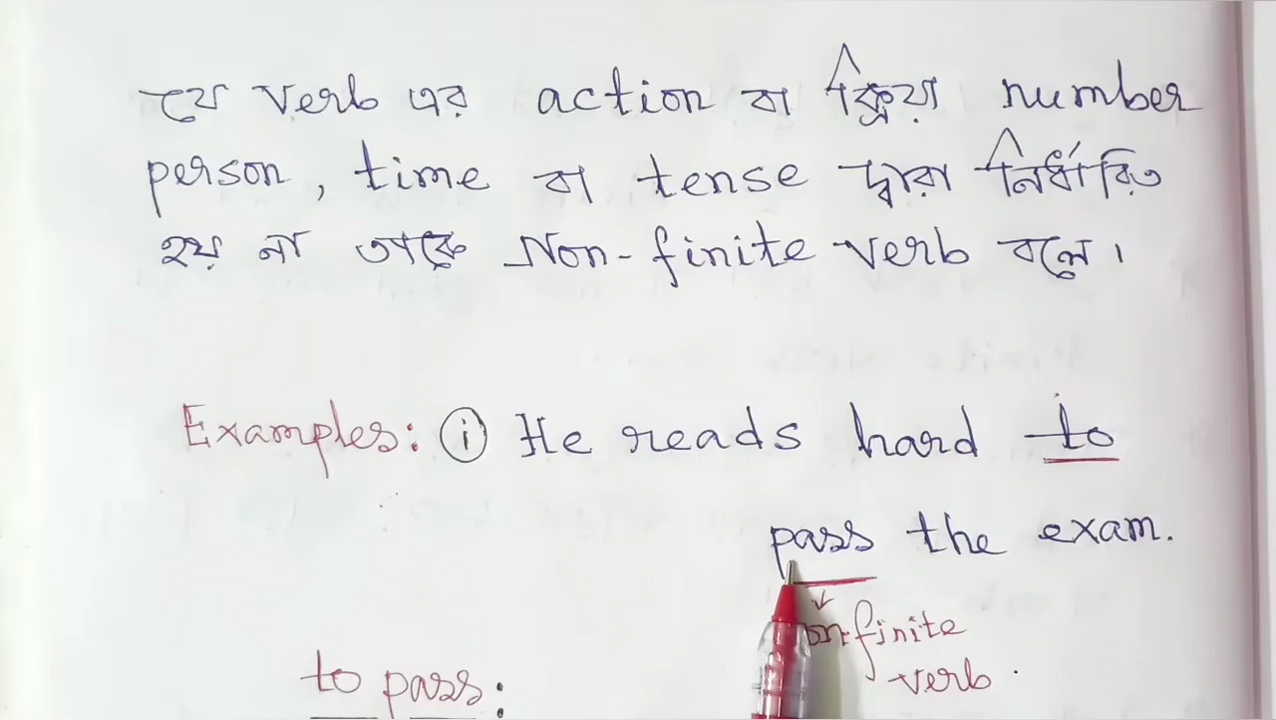 যে verb এর action বা ক্রিয়া number
person, time বা tense দ্বারা নির্ধারিত
হয় না তাকে Non-finite verb বলে।
Examples: ⓘ He reads hard to
pass the exam.
finite
verb.
to pass: